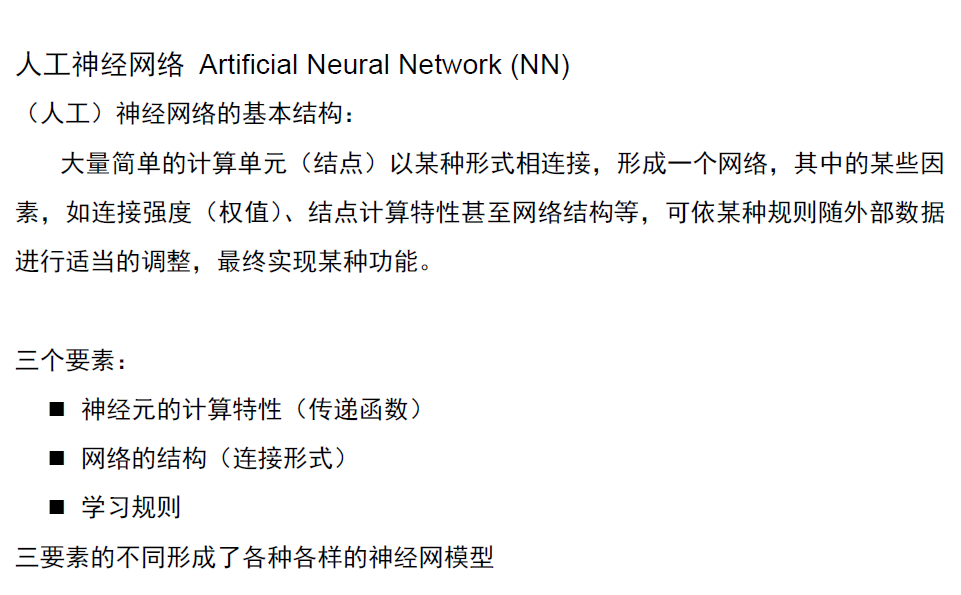 人工神经网络 Artificial Neural Network (NN)
（人工）神经网络的基本结构：
大量简单的计算单元（结点）以某种形式相连接，形成一个网络，其中的某些因
素，如连接强度（权值）、结点计算特性甚至网络结构等，可依某种规则随外部数据
进行适当的调整，最终实现某种功能。
三个要素：
■ 神经元的计算特性（传递函数）
■ 网络的结构（连接形式）
■ 学习规则
三要素的不同形成了各种各样的神经网模型